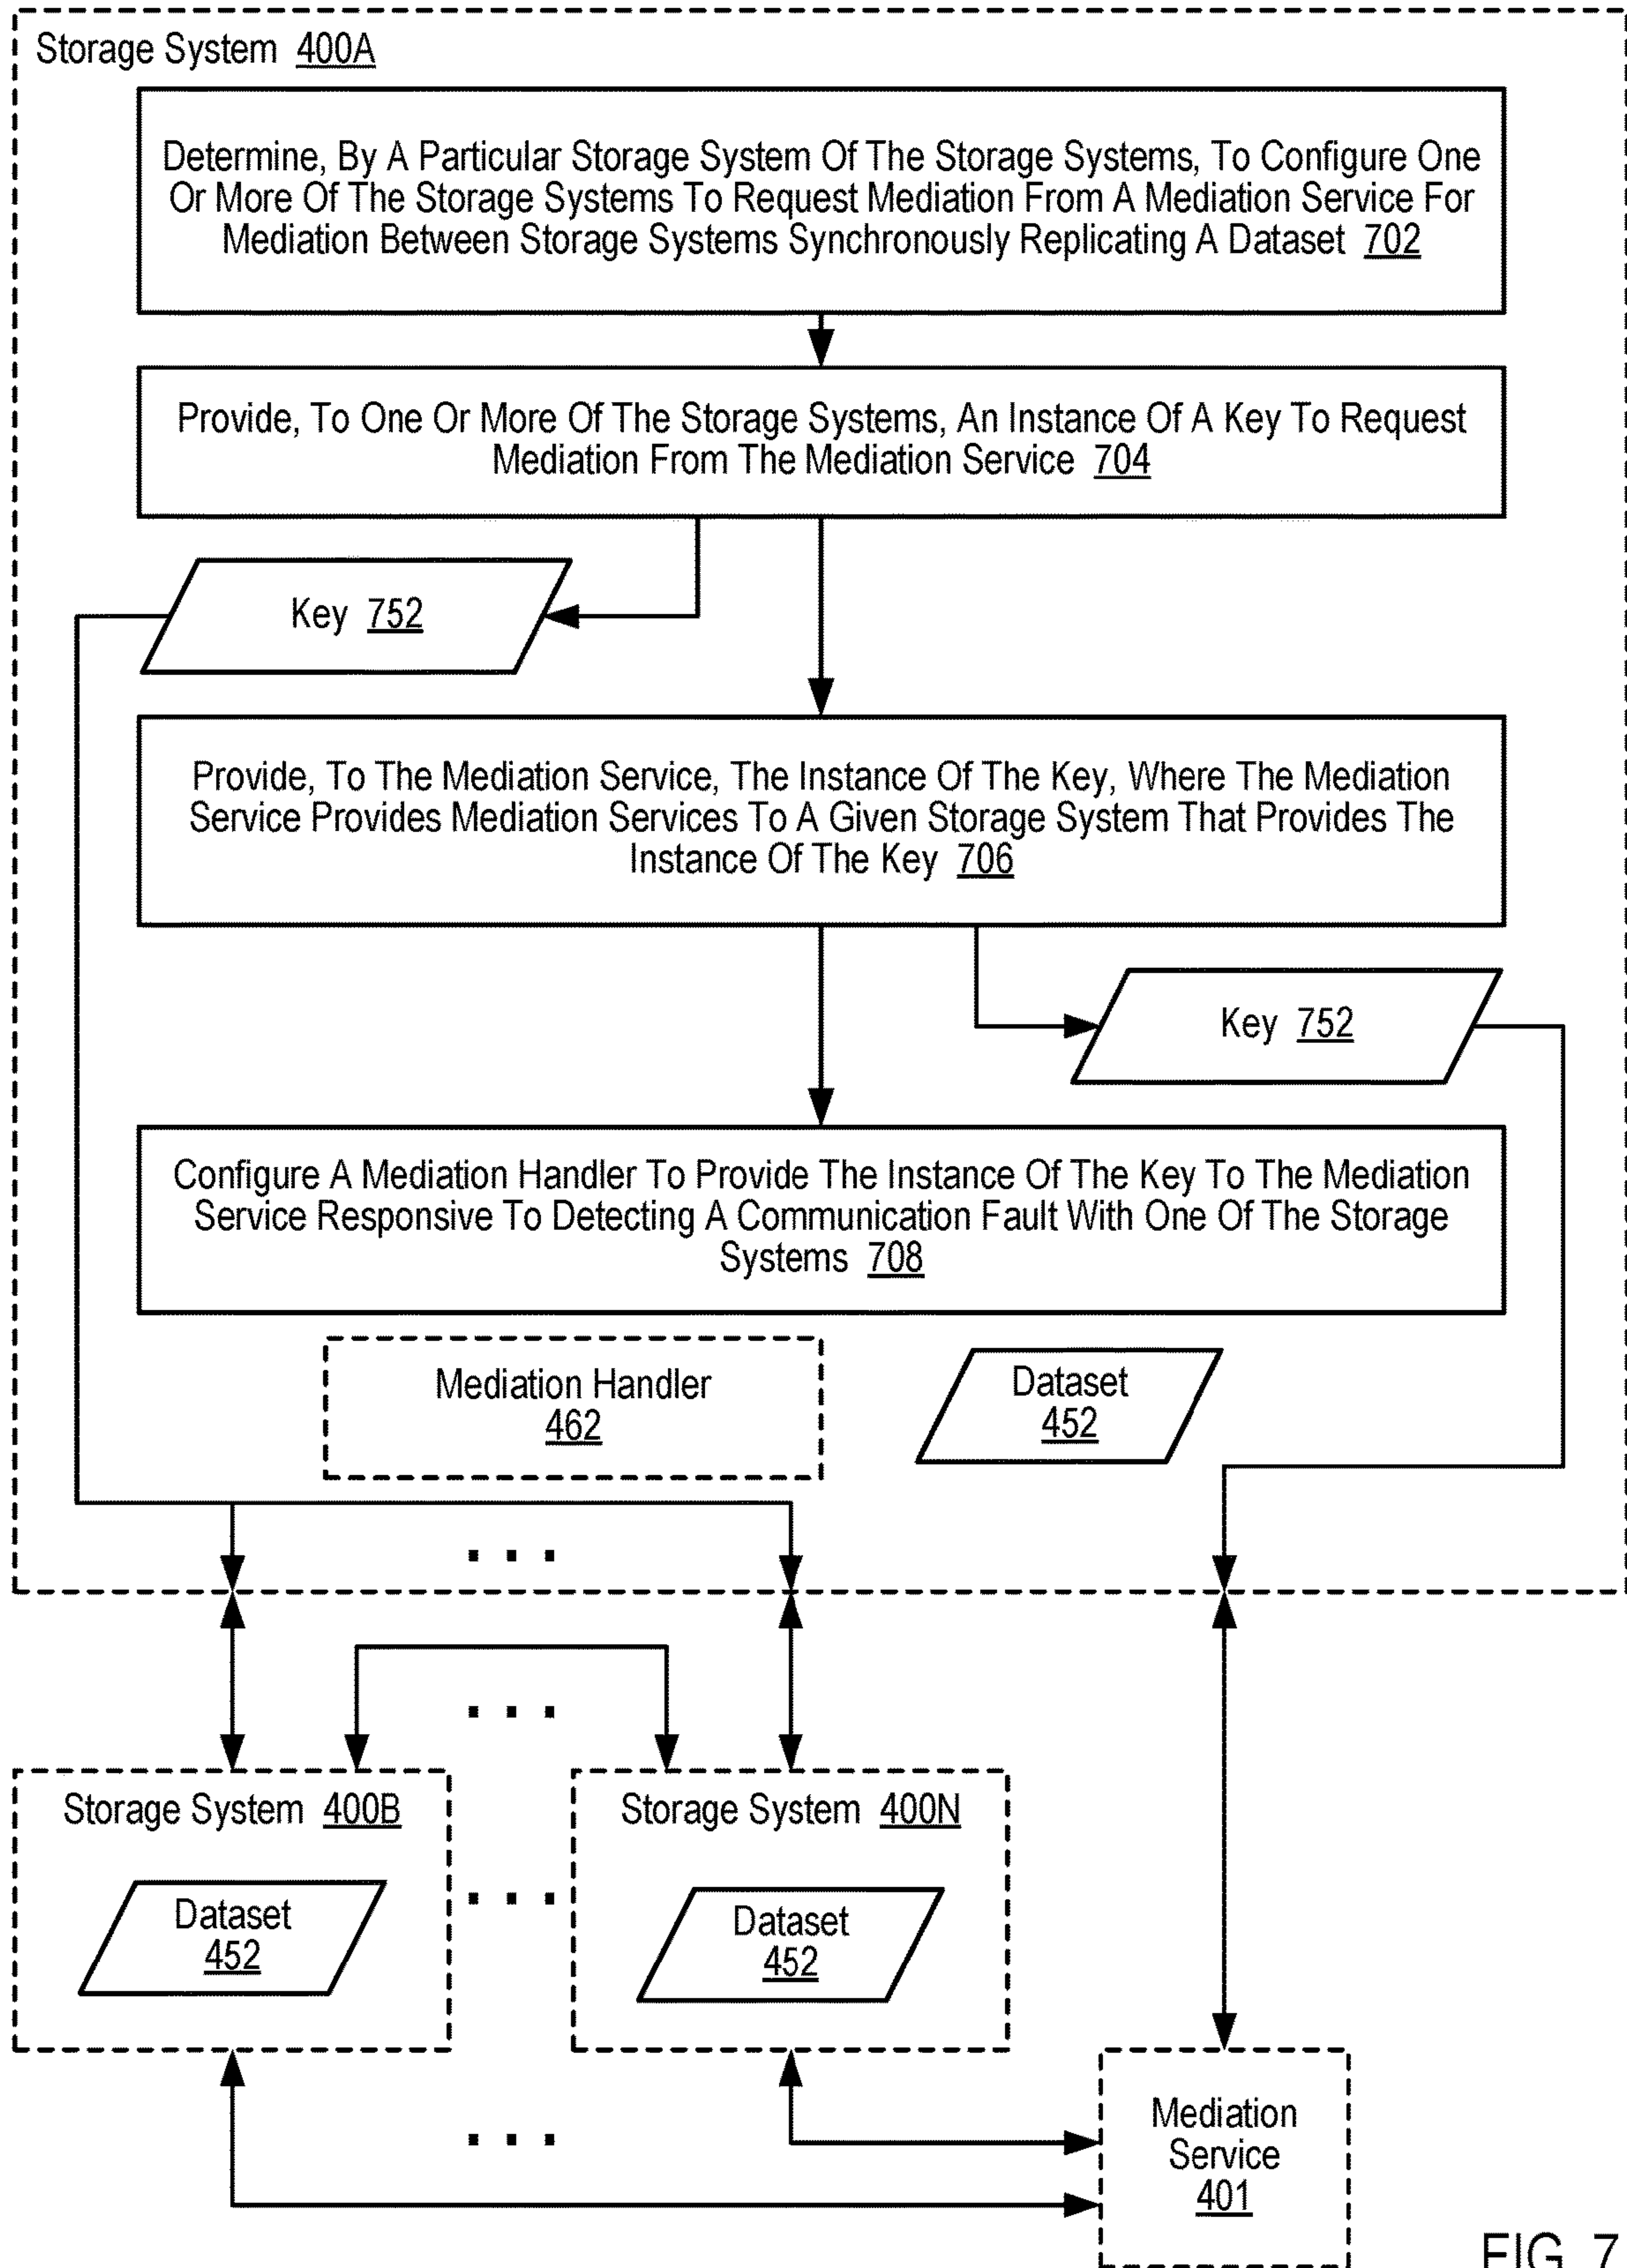 Storage System 400A
Determine, By A Particular Storage System Of The Storage Systems, To Configure One
Or More Of The Storage Systems To Request Mediation From A Mediation Service For
Mediation Between Storage Systems Synchronously Replicating A Dataset 702
Provide, To One Or More Of The Storage Systems, An Instance Of A Key To Request
Mediation From The Mediation Service 704
Key 752
Provide, To The Mediation Service, The Instance Of The Key, Where The Mediation
Service Provides Mediation Services To A Given Storage System That Provides The
Instance Of The Key 706
Key 752
Configure A Mediation Handler To Provide The Instance Of The Key To The Mediation
Service Responsive To Detecting A Communication Fault With One Of The Storage
Systems 708
Mediation Handler
462
Dataset
452
. . .
. . .
Storage System 400B
Dataset
452
. . .
Storage System 400N
Dataset
452
. . .
Mediation
Service
401
FIG. 7